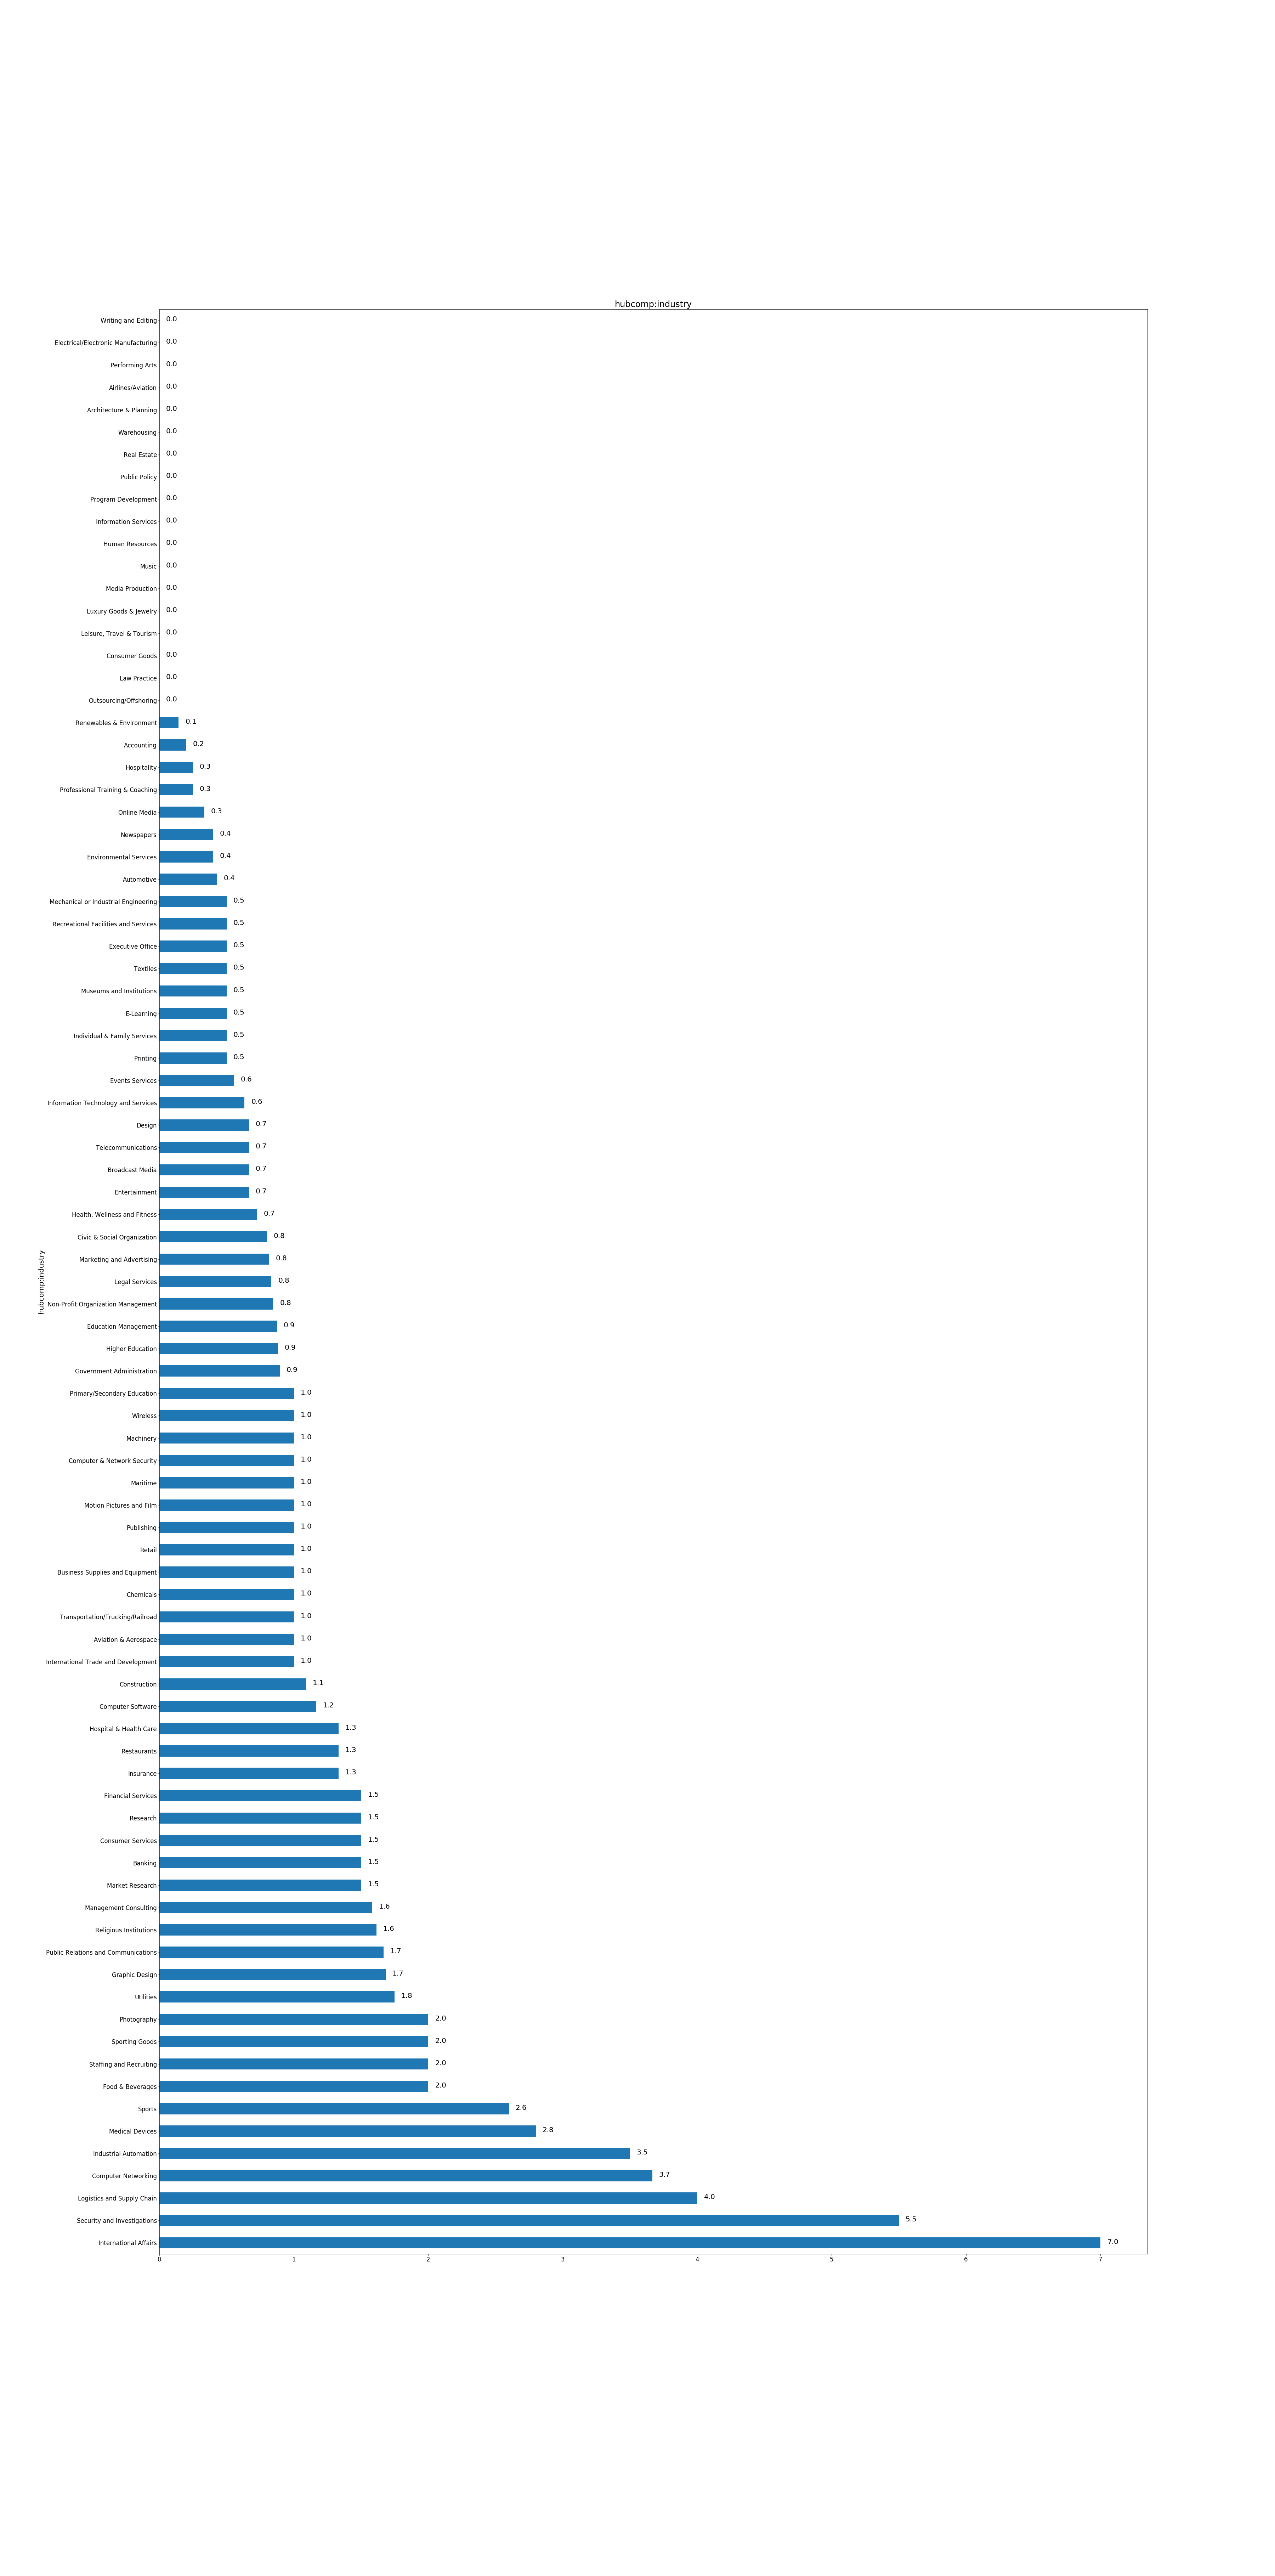 hubcomp:industry
Writing and Editing 0.0
Electrical/Electronic Manufacturing 0.0
Performing Arts 0.0
Airlines/Aviation 0.0
Architecture & Planning 0.0
Warehousing 0.0
Real Estate 0.0
Public Policy 0.0
Program Development 0.0
Information Services 0.0
Human Resources 0.0
Music 0.0
Media Production 0.0
Luxury Goods & Jewelry 0.0
Leisure, Travel & Tourism 0.0
Consumer Goods 0.0
Law Practice 0.0
Outsourcing/Offshoring 0.0
Renewables & Environment 0.1
Accounting 0.2
Hospitality 0.3
Professional Training & Coaching 0.3
Online Media 0.3
Newspapers 0.4
Environmental Services 0.4
Automotive 0.4
Mechanical or Industrial Engineering 0.5
Recreational Facilities and Services 0.5
Executive Office 0.5
Textiles 0.5
Museums and Institutions 0.5
E-Learning 0.5
Individual & Family Services 0.5
Printing 0.5
Events Services 0.6
Information Technology and Services 0.6
Design 0.7
Telecommunications 0.7
Broadcast Media 0.7
Entertainment 0.7
Health, Wellness and Fitness 0.7
Civic & Social Organization 0.8
Marketing and Advertising 0.8
Legal Services 0.8
Non-Profit Organization Management 0.8
Education Management 0.9
Higher Education 0.9
Government Administration 0.9
Primary/Secondary Education 1.0
Wireless 1.0
Machinery 1.0
Computer & Network Security 1.0
Maritime 1.0
Motion Pictures and Film 1.0
Publishing 1.0
Retail 1.0
Business Supplies and Equipment 1.0
Chemicals 1.0
Transportation/Trucking/Railroad 1.0
Aviation & Aerospace 1.0
International Trade and Development 1.0
Construction 1.1
Computer Software 1.2
Hospital & Health Care 1.3
Restaurants 1.3
Insurance 1.3
Financial Services 1.5
Research 1.5
Consumer Services 1.5
Banking 1.5
Market Research 1.5
Management Consulting 1.6
Religious Institutions 1.6
Public Relations and Communications 1.7
Graphic Design 1.7
Utilities 1.8
Photography 2.0
Sporting Goods 2.0
Staffing and Recruiting 2.0
Food & Beverages 2.0
Sports 2.6
Medical Devices 2.8
Industrial Automation 3.5
Computer Networking 3.7
Logistics and Supply Chain 4.0
Security and Investigations 5.5
International Affairs 7.0
0 1 2 3 4 5 6 7
hubcomp:industry